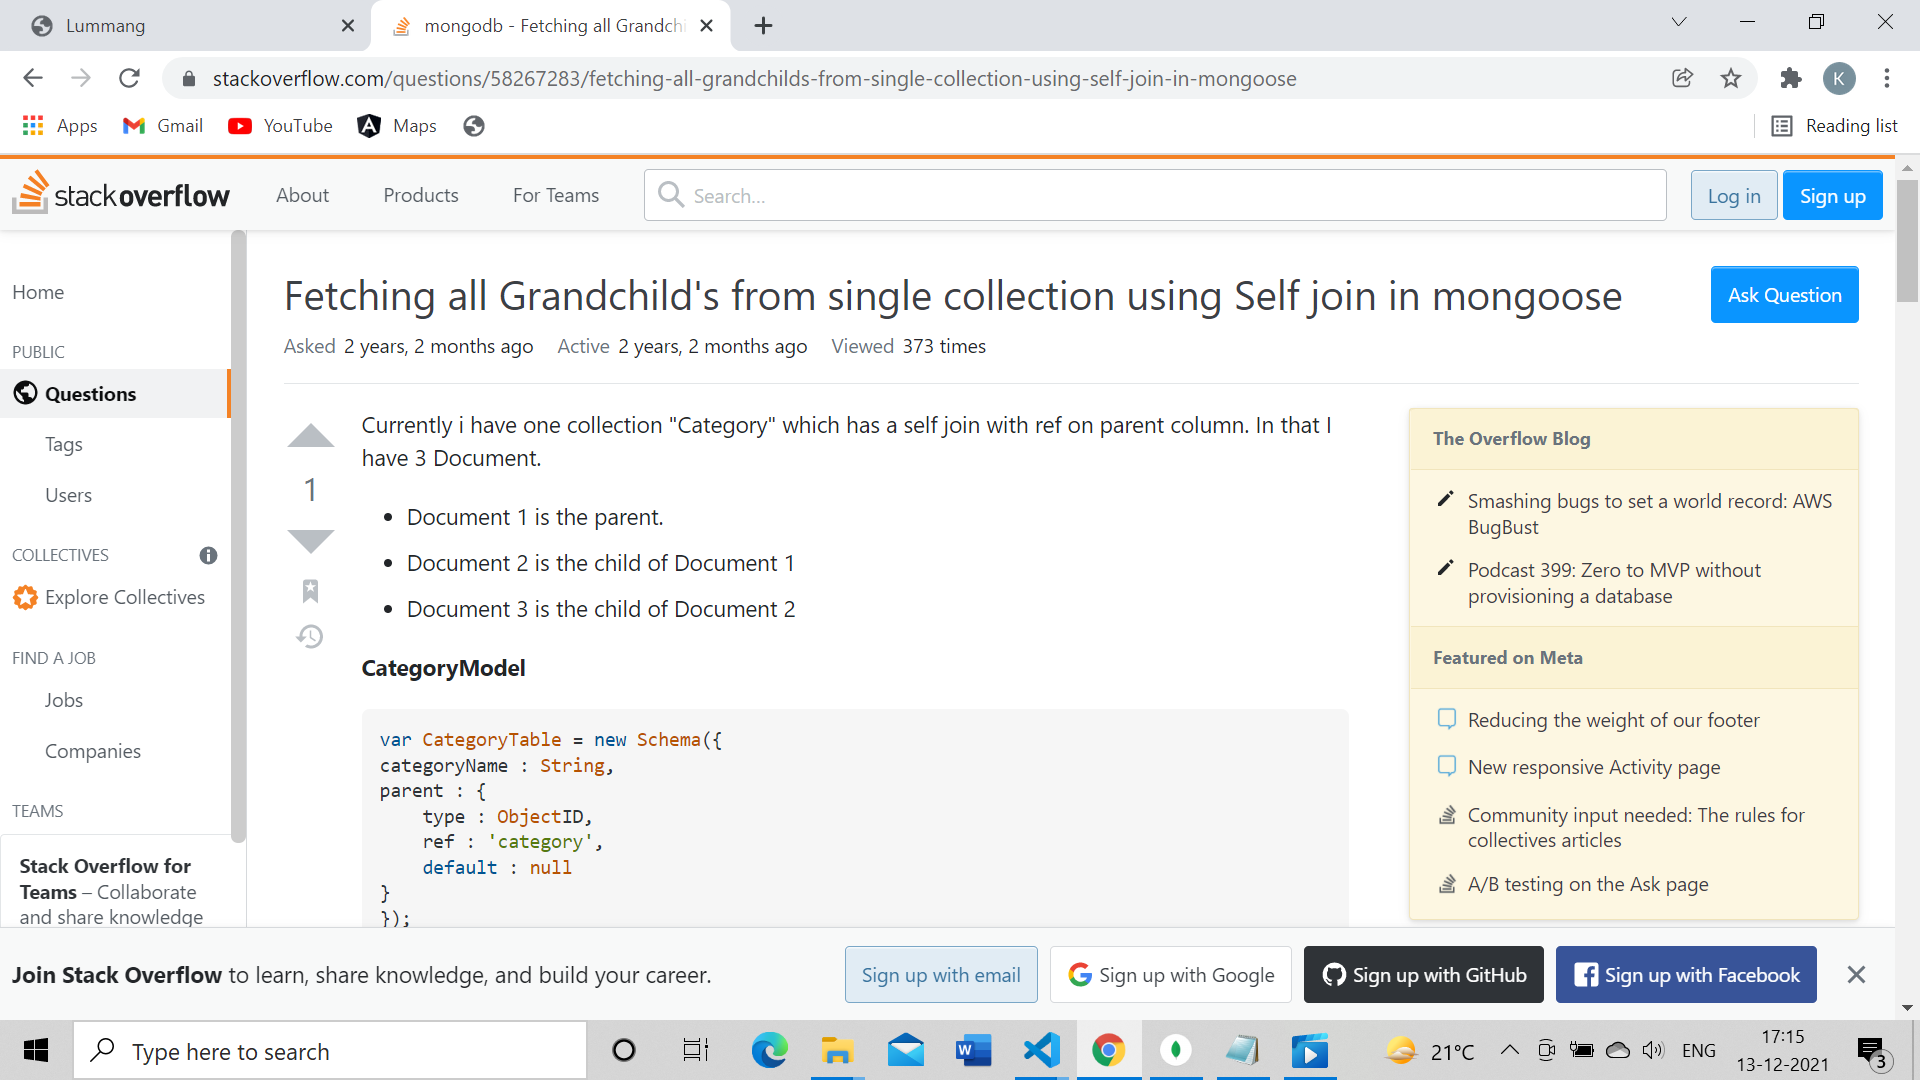 Lummang
mongodb - Fetching all Grandchi
stackoverflow.com/questions/58267283/fetching-all-grandchilds-from-single-collection-using-self-join-in-mongoose
K
Apps
Gmail
YouTube
Maps
Reading list
stackoverflow
About
Products
For Teams
Search...
Log in
Sign up
Home
PUBLIC
Questions
Tags
Users
COLLECTIVES
Explore Collectives
FIND A JOB
Jobs
Companies
TEAMS
Stack Overflow for
Teams – Collaborate
and share knowledge
Fetching all Grandchild's from single collection using Self join in mongoose
Ask Question
Asked 2 years, 2 months ago Active 2 years, 2 months ago Viewed 373 times
1
Currently i have one collection "Category" which has a self join with ref on parent column. In that I
have 3 Document.
• Document 1 is the parent.
• Document 2 is the child of Document 1
• Document 3 is the child of Document 2
CategoryModel
var CategoryTable = new Schema({
categoryName : String,
parent : {
type : ObjectID,
ref : 'category',
default : null
}
});
The Overflow Blog
Smashing bugs to set a world record: AWS
BugBust
Podcast 399: Zero to MVP without
provisioning a database
Featured on Meta
Reducing the weight of our footer
New responsive Activity page
Community input needed: The rules for
collectives articles
A/B testing on the Ask page
Join Stack Overflow to learn, share knowledge, and build your career.
Sign up with email
Sign up with Google
Sign up with GitHub
Sign up with Facebook
Type here to search
W
21°C
ENG
17:15
13-12-2021
3